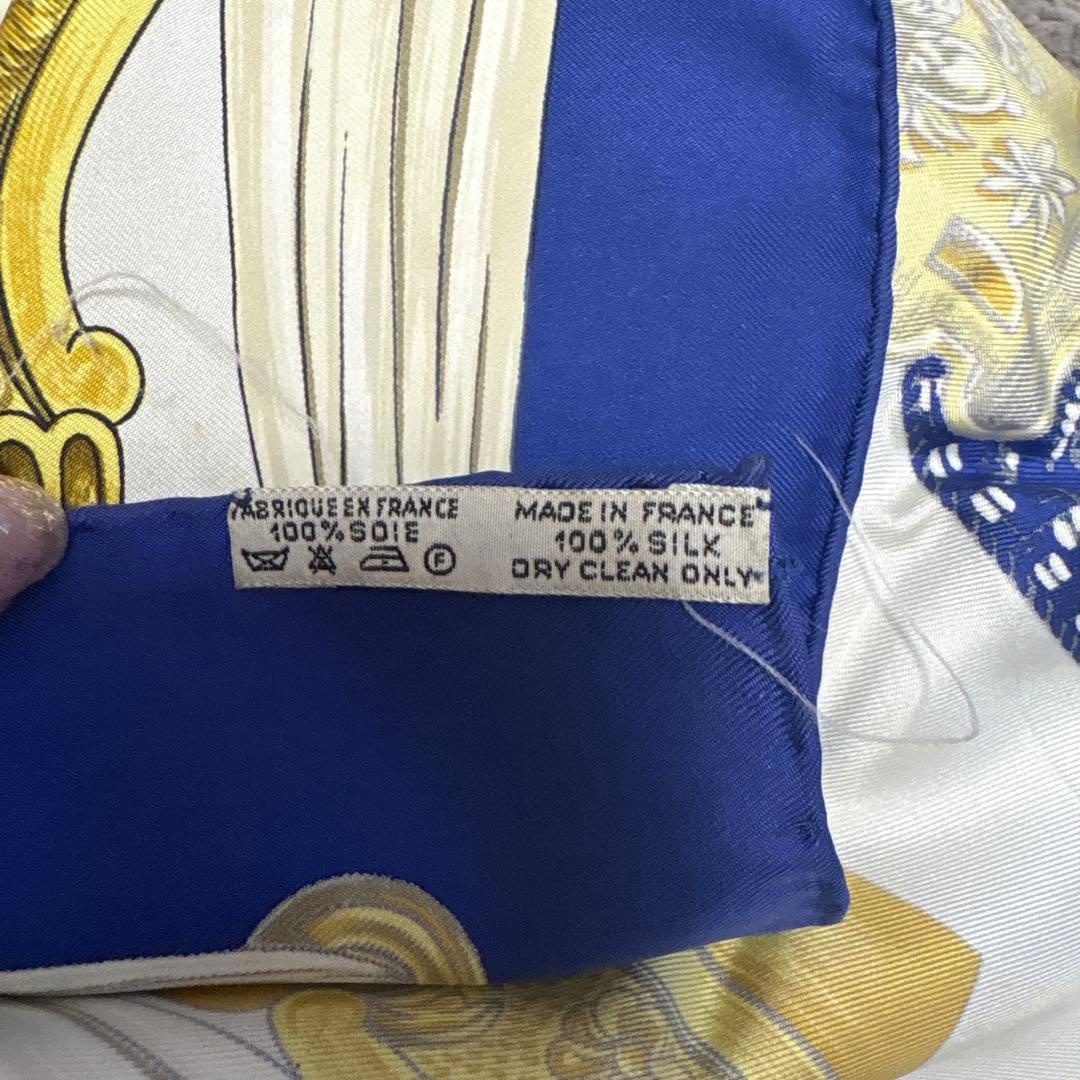 FABRIQUE EN FRANCE
100% SOIE
F
MADE IN FRANCE
100% SILK
DRY CLEAN ONLY